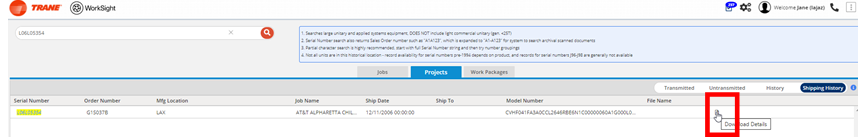 TRANE WorkSight
297
Welcome Jane (lajaz)
L06L05354
1. Searches large unitary and applied systems equipment, DOES NOT include light commercial unitary (gen. <25T)
2. Serial Number search also returns Sales Order number such as "A1A123", which is expanded to "A1-A123" for system to search archival scanned documents
3. Partial character search is highly recommended, start with full Serial Number string and then try number groupings
4. Not all units are in this historical location - record availability for serial numbers pre-1994 depends on product, and records for serial numbers j96-j98 are generally not available
Jobs Projects Work Packages
Transmitted Untransmitted History Shipping History
Serial Number Order Number Mfg Location Job Name Ship Date Ship To Model Number File Name
L06L05354 G1S037B LAX AT&T ALPHARETTA CHIL... 12/11/2006 00:00:00
Download Details